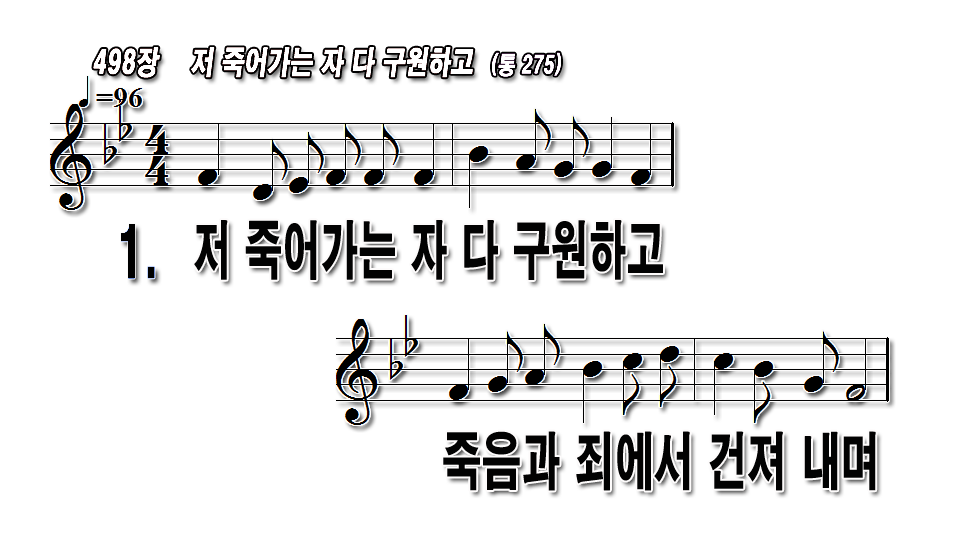 498장 저 죽어가는 자 다 구원하고 (통 275)
♩=96
4/4
1. 저 죽어가는 자 다 구원하고
죽음과 죄에서 건져 내며